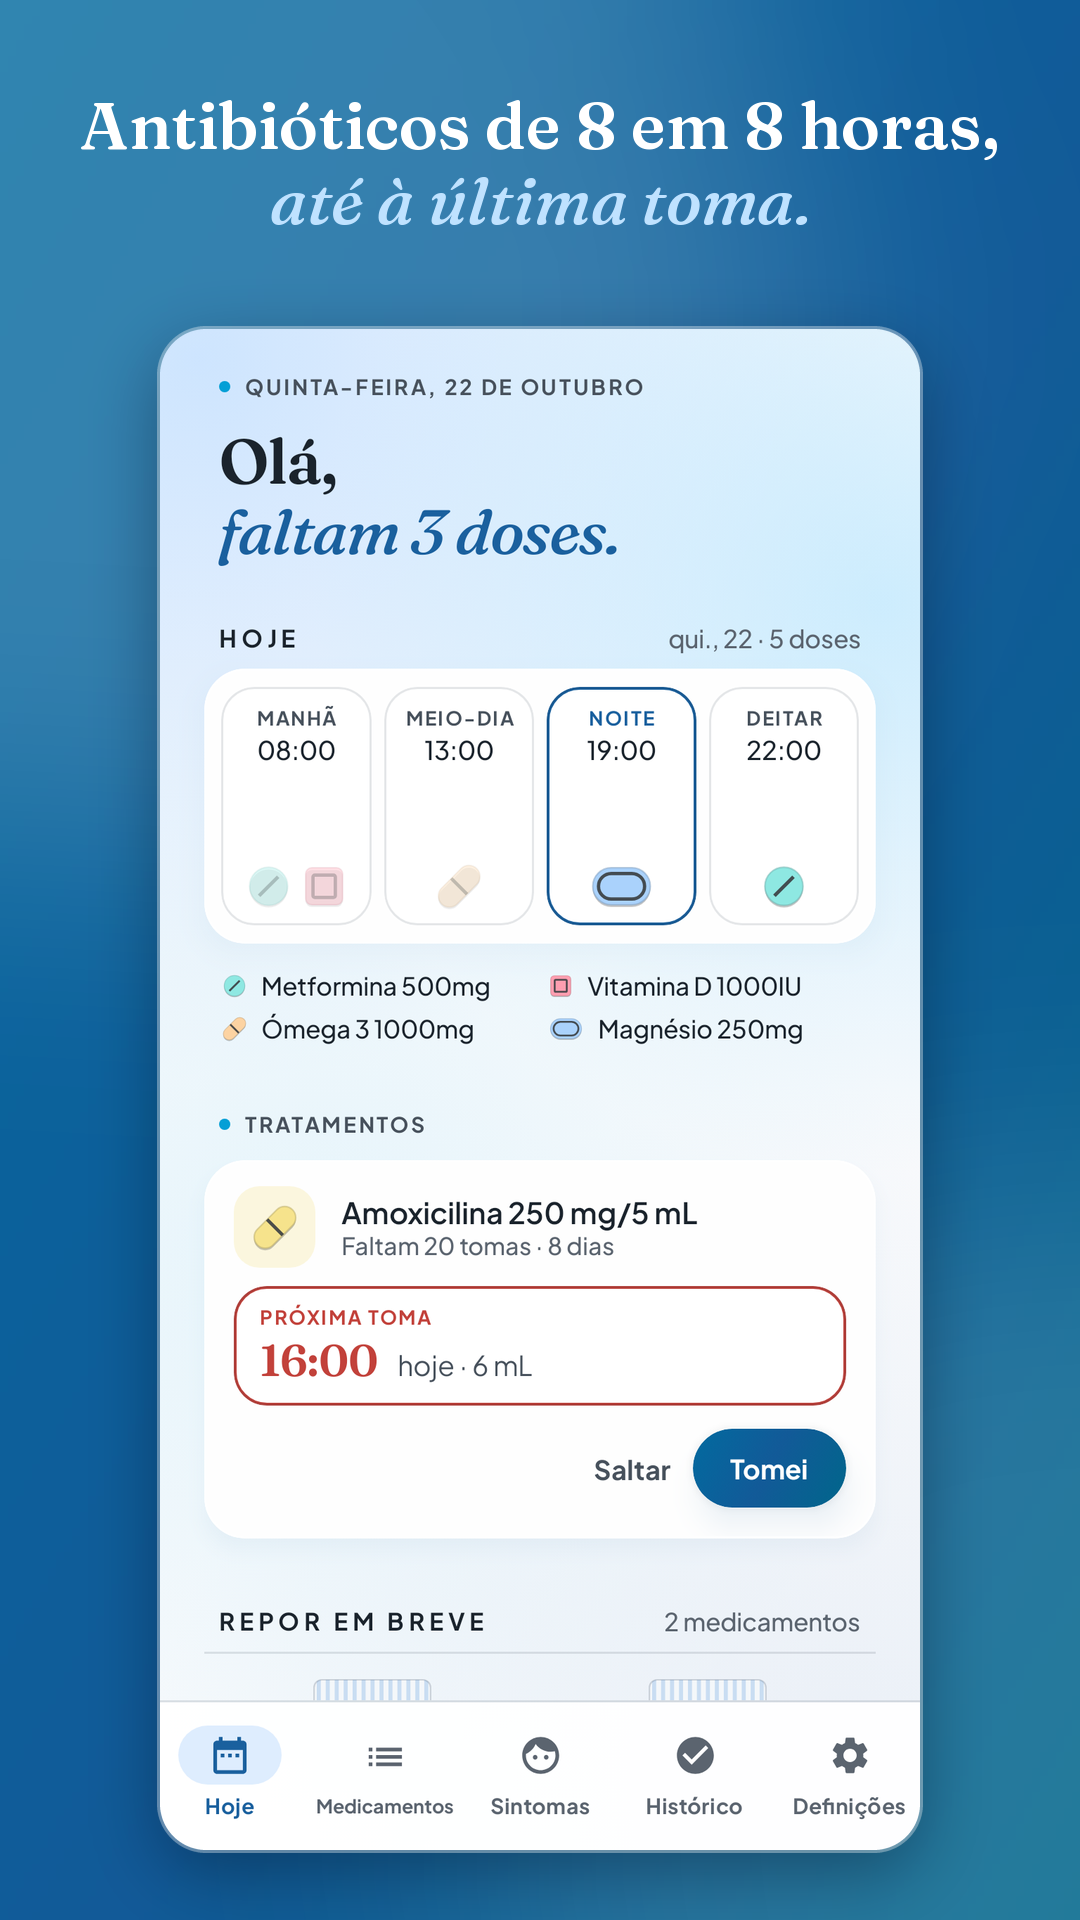 Antibióticos de 8 em 8 horas,
até à última toma.
QUINTA-FEIRA, 22 DE OUTUBRO
Olá,
faltam 3 doses.
HOJE
qui., 22 · 5 doses
MANHÃ
08:00
MEIO-DIA
13:00
NOITE
19:00
DEITAR
22:00
Metformina 500mg
Vitamina D 1000IU
Ómega 3 1000mg
Magnésio 250mg
TRATAMENTOS
Amoxicilina 250 mg/5 mL
Faltam 20 tomas · 8 dias
PRÓXIMA TOMA
16:00 hoje · 6 mL
Saltar
Tomei
REPOR EM BREVE
2 medicamentos
Hoje
Medicamentos
Sintomas
Histórico
Definições